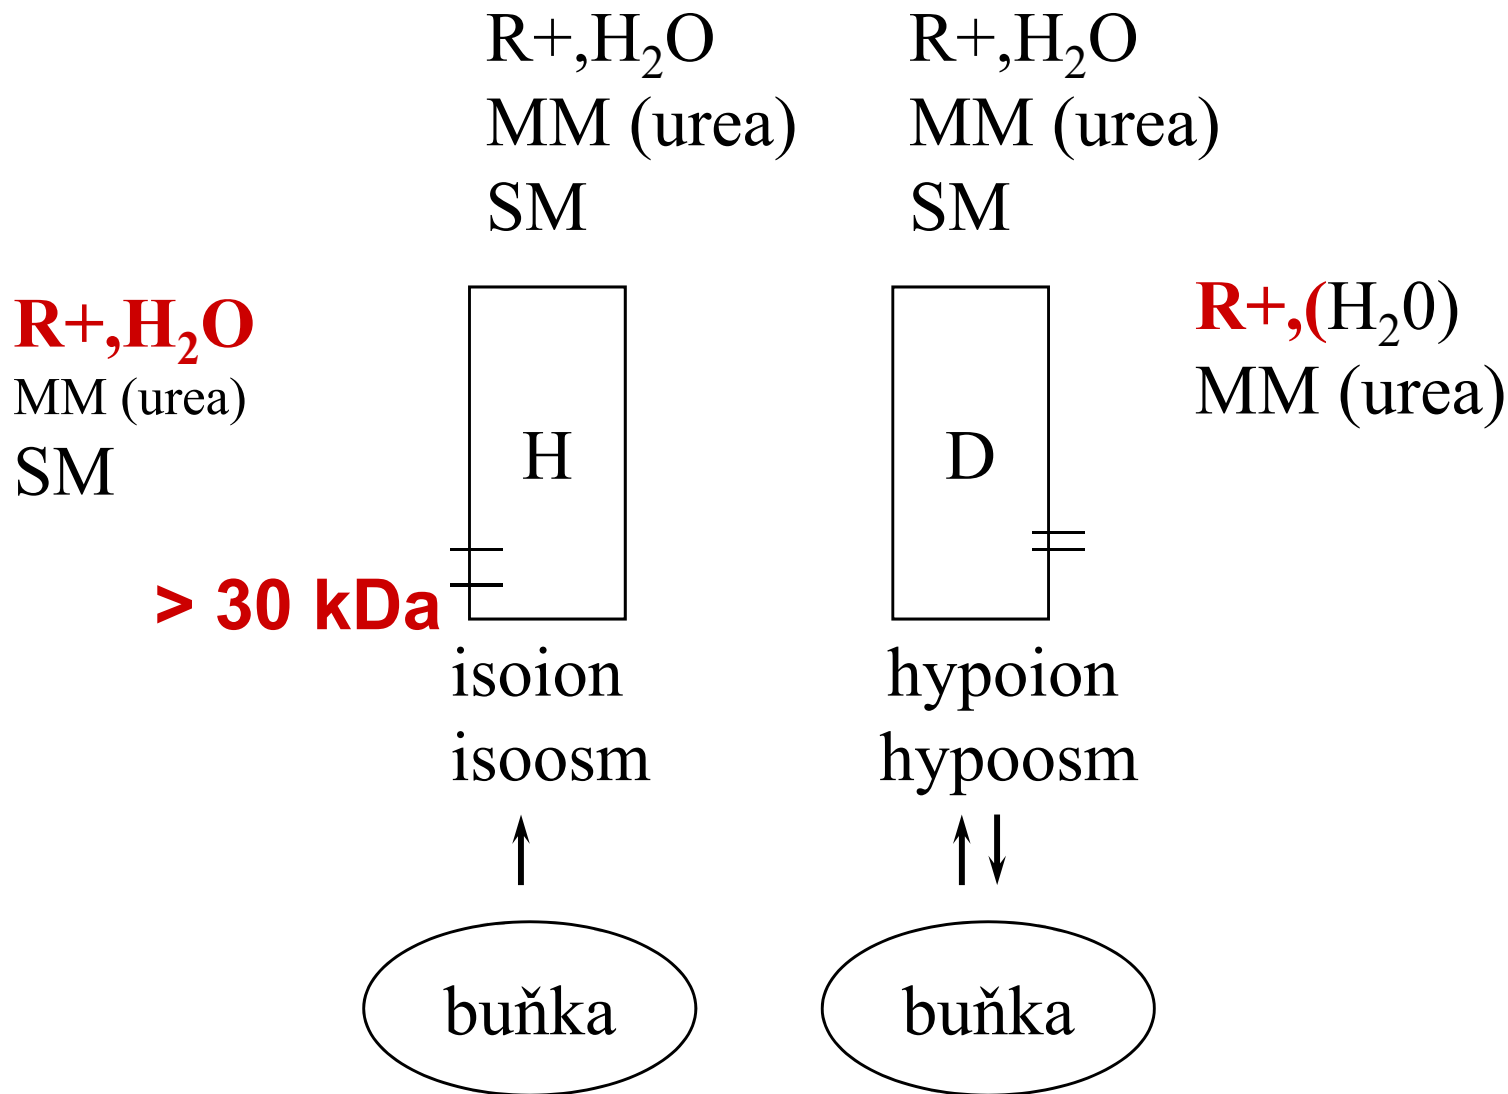 R+,H₂O
MM (urea)
SM
R+,H₂O
MM (urea)
SM
R+,H₂O
MM (urea)
SM
R+,(H₂0)
MM (urea)
H
D
> 30 kDa
isoion
isoosm
hypoion
hypoosm
buňka
buňka